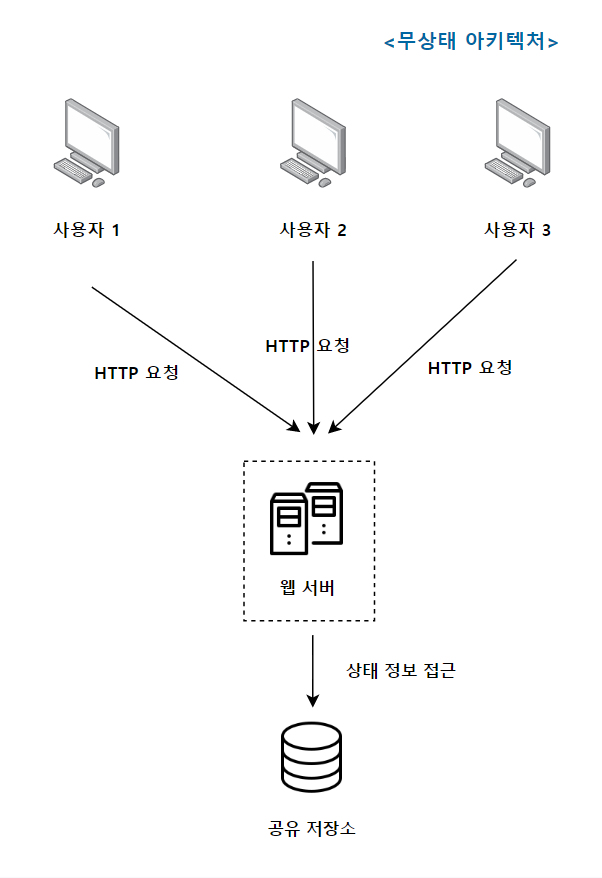 <무상태 아키텍처>
사용자 1
사용자 2
사용자 3
HTTP 요청
HTTP 요청
HTTP 요청
웹 서버
상태 정보 접근
공유 저장소